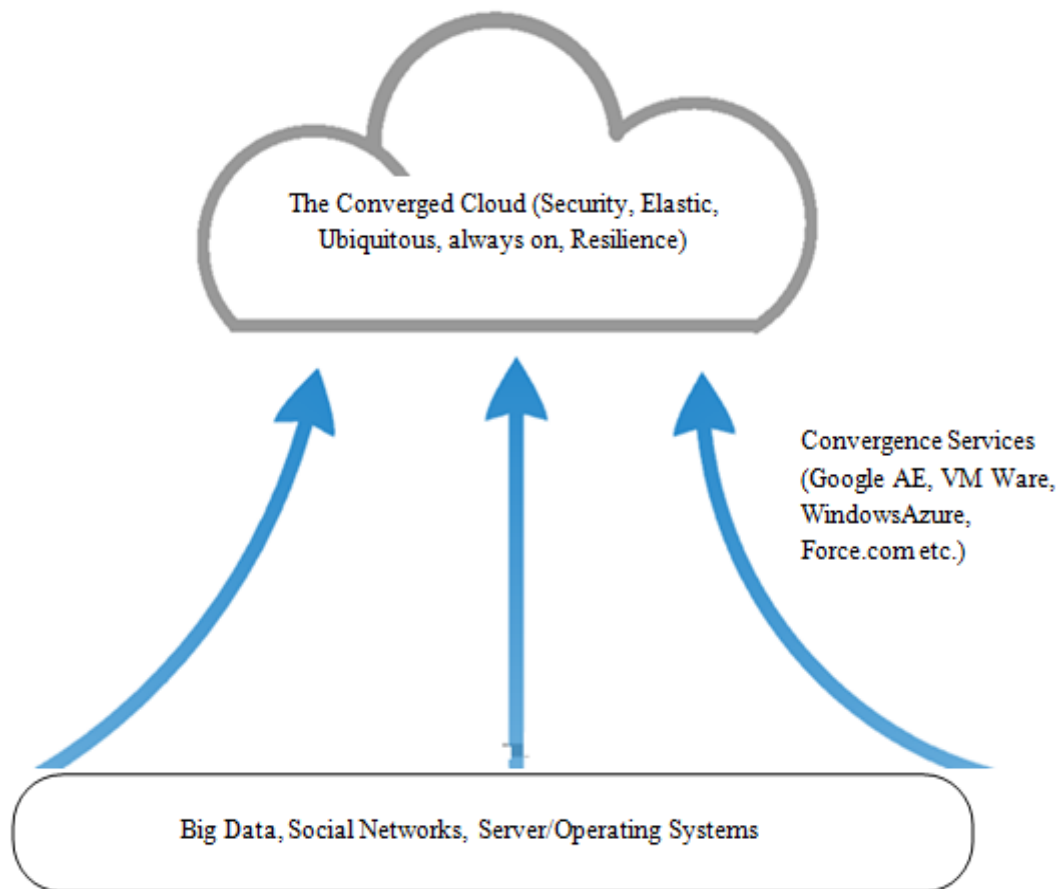 The Converged Cloud (Security, Elastic,
Ubiquitous, always on, Resilience)
Convergence Services
(Google AE, VM Ware,
WindowsAzure,
Force.com etc.)
Big Data, Social Networks, Server/Operating Systems